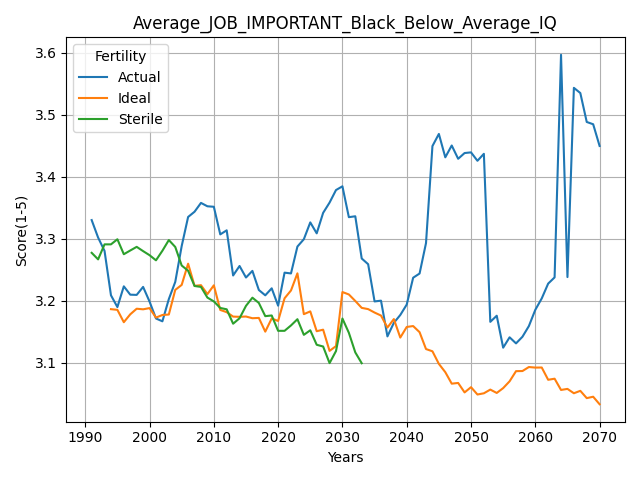 Average_JOB_IMPORTANT_Black_Below_Average_IQ
Fertility
Actual
Ideal
Sterile
3.6
3.5
3.4
3.3
3.2
3.1
Score(1-5)
1990 2000 2010 2020 2030 2040 2050 2060 2070
Years